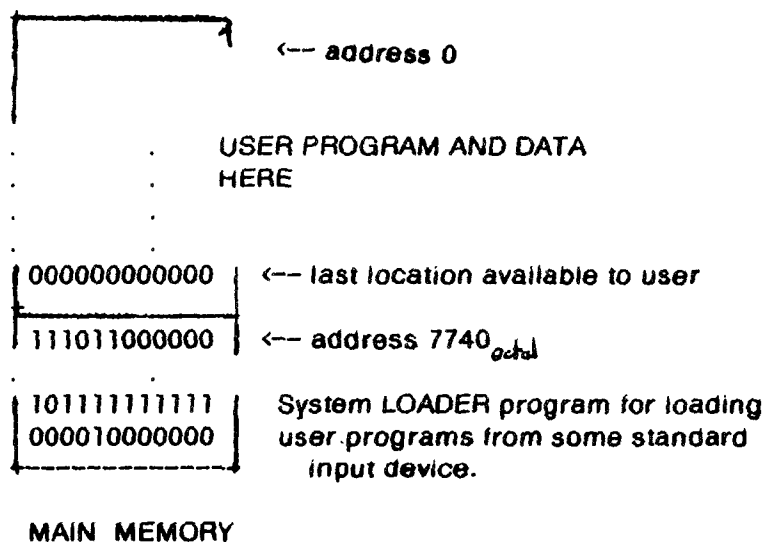 <-- address 0
USER PROGRAM AND DATA
HERE
000000000000 <-- last location available to user
111011000000 <-- address 7740octal
101111111111 System LOADER program for loading
000010000000 user programs from some standard
input device.
MAIN MEMORY